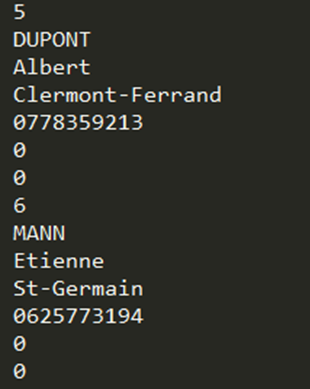 5
DUPONT
Albert
Clermont-Ferrand
0778359213
0
0
6
MANN
Etienne
St-Germain
0625773194
0
0